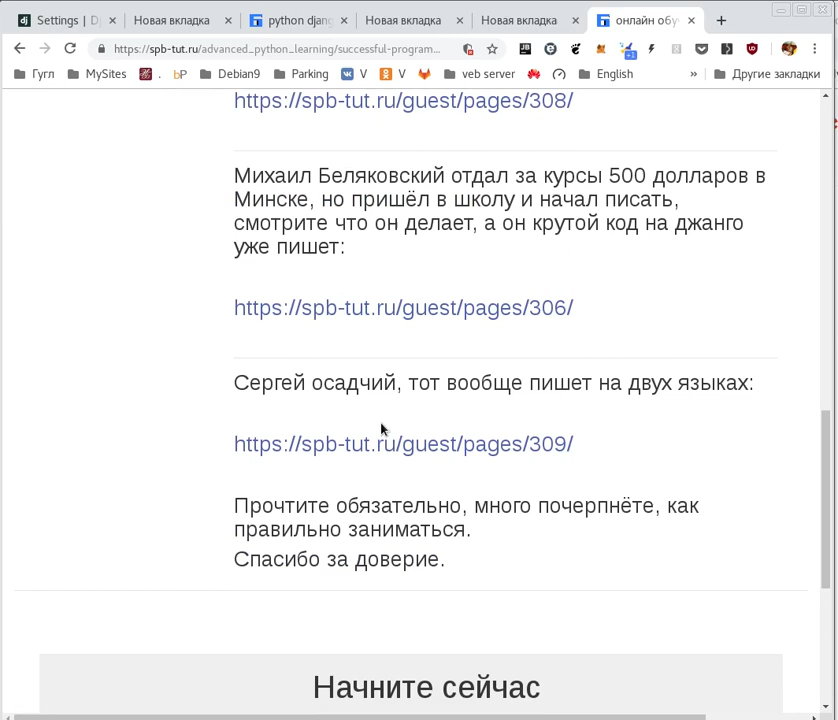 Settings | Dj
Новая вкладка
python djang
Новая вкладка
Новая вкладка
онлайн обу
https://spb-tut.ru/advanced_python_learning/successful-program...
Гугл
MySites
.
bP
Debian9
Parking
V
V
veb server
English
»
Другие закладки
https://spb-tut.ru/guest/pages/308/
Михаил Беляковский отдал за курсы 500 долларов в
Минске, но пришёл в школу и начал писать,
смотрите что он делает, а он крутой код на джанго
уже пишет:
https://spb-tut.ru/guest/pages/306/
Сергей осадчий, тот вообще пишет на двух языках:
https://spb-tut.ru/guest/pages/309/
Прочтите обязательно, много почерпнёте, как
правильно заниматься.
Спасибо за доверие.
Начните сейчас